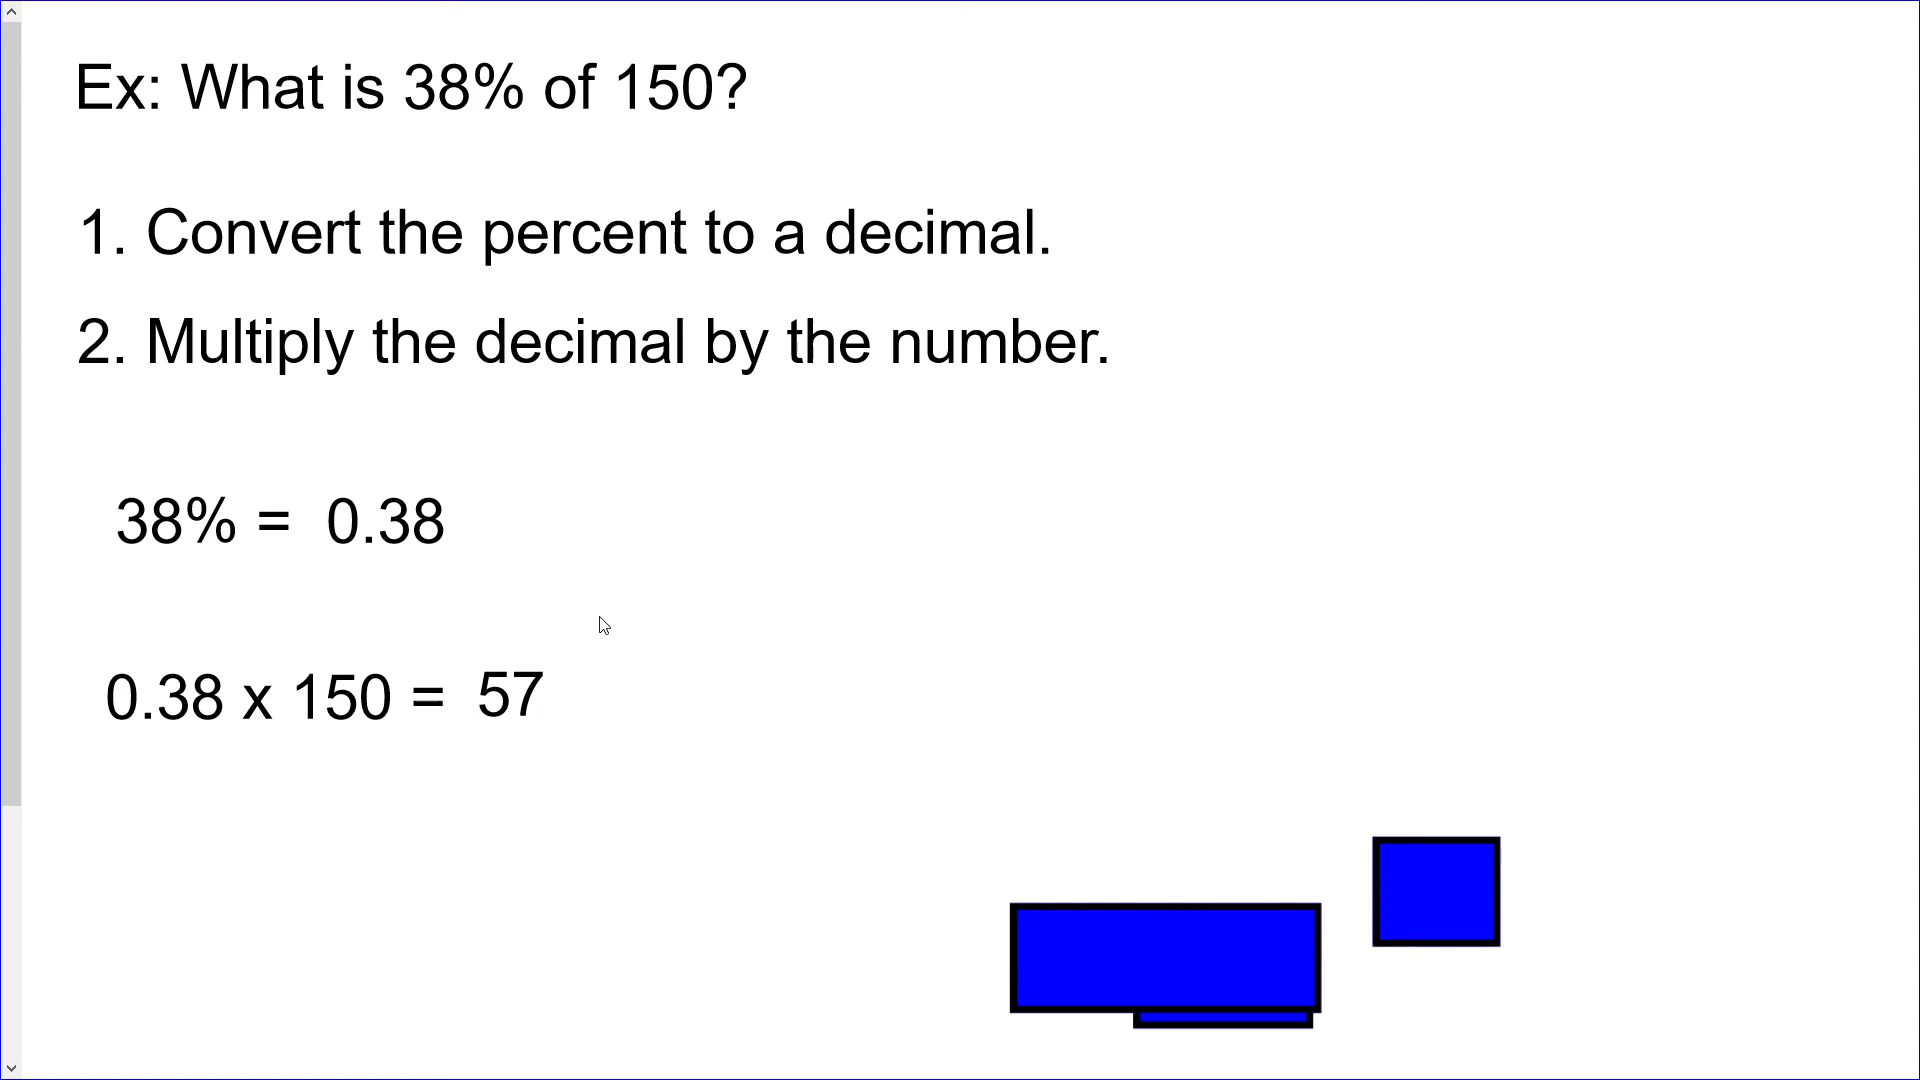 Ex: What is 38% of 150?
1. Convert the percent to a decimal.
2. Multiply the decimal by the number.
38% = 0.38
0.38 x 150 = 57